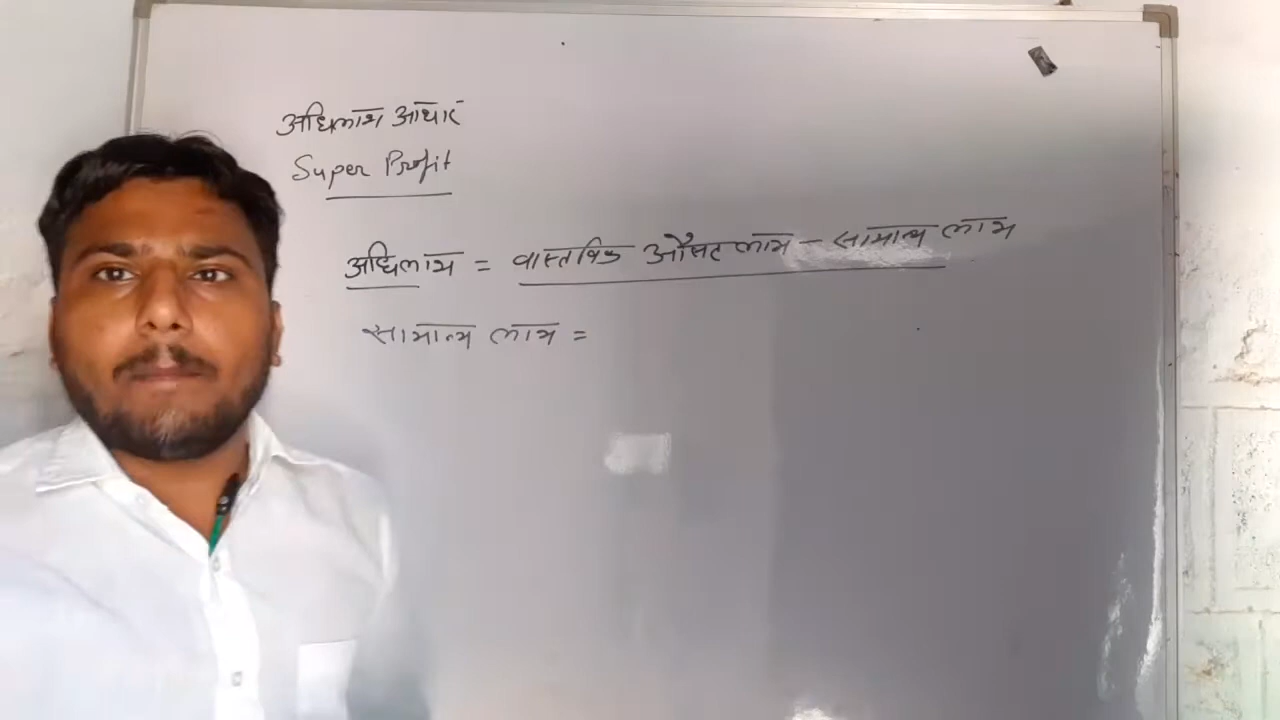 अधिलाभ आधार
Super Profit
अधिलाभ = वास्तविक औसत लाभ - सामान्य लाभ
सामान्य लाभ =